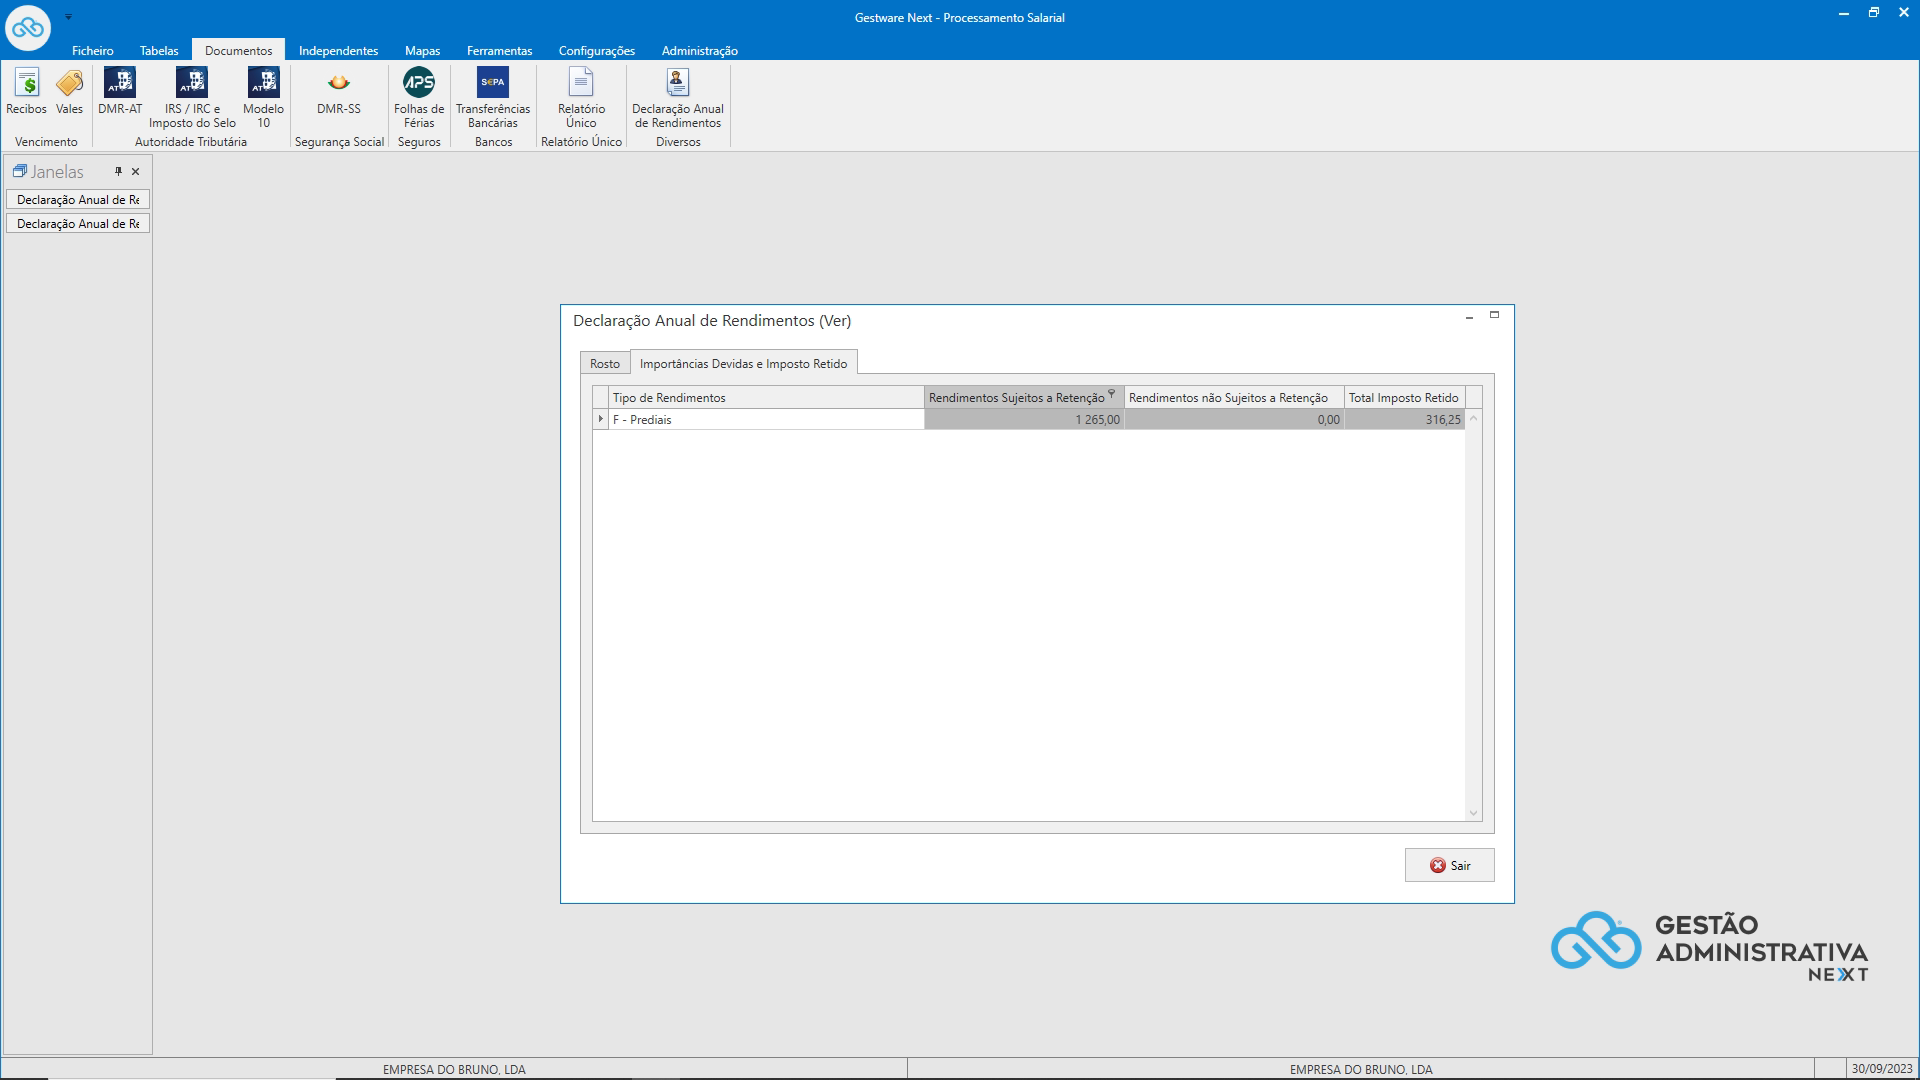 Gestware Next - Processamento Salarial
Ficheiro Tabelas Documentos Independentes Mapas Ferramentas Configurações Administração
Recibos
Vales
Vencimento
DMR-AT
IRS / IRC e
Imposto do Selo
Modelo
10
Autoridade Tributária
DMR-SS
Segurança Social
APS
Folhas de
Férias
Seguros
S€PA
Transferências
Bancárias
Bancos
Relatório
Único
Relatório Único
Declaração Anual
de Rendimentos
Diversos
Janelas
Declaração Anual de Re
Declaração Anual de Re
Declaração Anual de Rendimentos (Ver)
Rosto Importâncias Devidas e Imposto Retido
Tipo de Rendimentos Rendimentos Sujeitos a Retenção Rendimentos não Sujeitos a Retenção Total Imposto Retido
F - Prediais 1 265,00 0,00 316,25
Sair
GESTÃO
ADMINISTRATIVA
NEXT
EMPRESA DO BRUNO, LDA EMPRESA DO BRUNO, LDA 30/09/2023